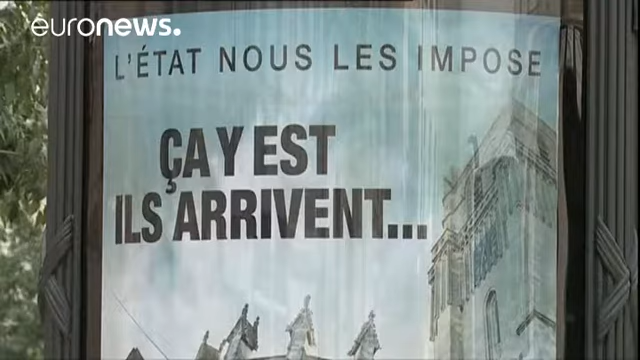 euronews.
L'ÉTAT NOUS LES IMPOSE
ÇA Y EST
ILS ARRIVENT...